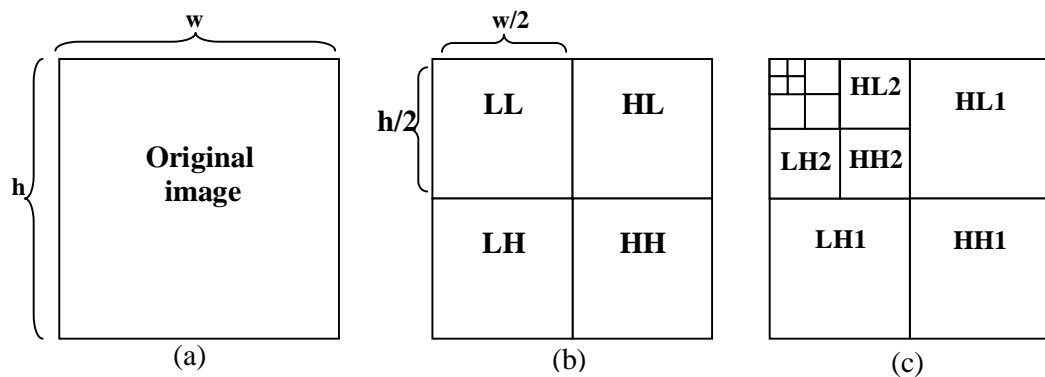 w
h
Original
image
(a)
w/2
h/2
LL HL
LH HH
(b)
HL2 HL1
LH2 HH2
LH1 HH1
(c)